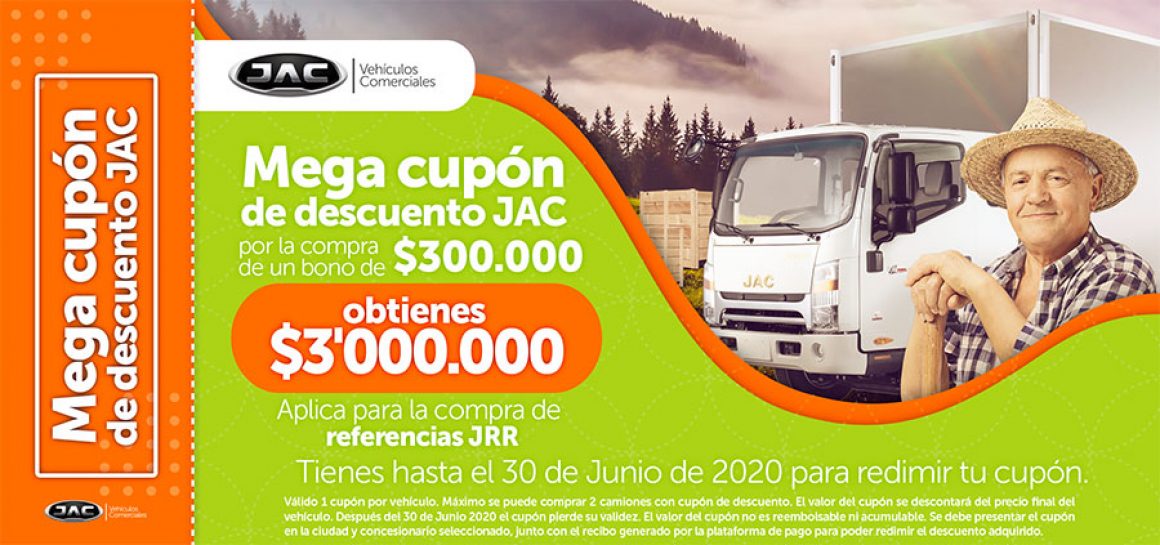 Mega cupón
de descuento JAC
JAC
Vehículos
Comerciales
JAC
Vehículos
Comerciales
Mega cupón
de descuento JAC
por la compra
de un bono de $300.000
obtienes
$3'000.000
Aplica para la compra de
referencias JRR
Tienes hasta el 30 de Junio de 2020 para redimir tu cupón.
Válido 1 cupón por vehículo. Máximo se puede comprar 2 camiones con cupón de descuento. El valor del cupón se descontará del precio final del
vehículo. Después del 30 de Junio 2020 el cupón pierde su validez. El valor del cupón no es reembolsable ni acumulable. Se debe presentar el cupón
en la ciudad y concesionario seleccionado, junto con el recibo generado por la plataforma de pago para poder redimir el descuento adquirido.
JAC